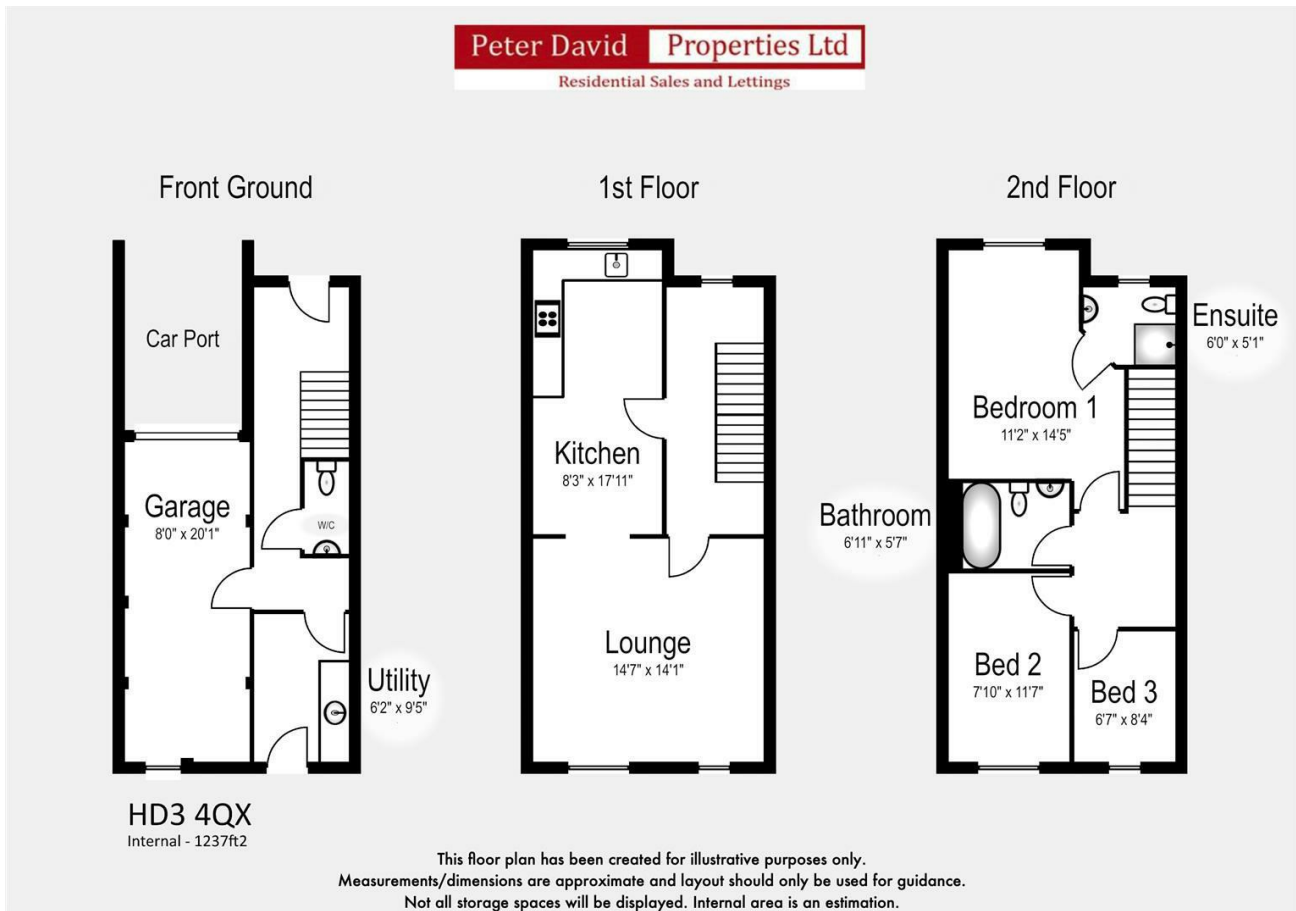 Peter David Properties Ltd
Residential Sales and Lettings
Front Ground
1st Floor
2nd Floor
Car Port
Garage
8'0" x 20'1"
W/C
Utility
6'2" x 9'5"
Kitchen
8'3" x 17'11"
Lounge
14'7" x 14'1"
Ensuite
6'0" x 5'1"
Bedroom 1
11'2" x 14'5"
Bathroom
6'11" x 5'7"
Bed 2
7'10" x 11'7"
Bed 3
6'7" x 8'4"
HD3 4QX
Internal - 1237ft2
This floor plan has been created for illustrative purposes only.
Measurements/dimensions are approximate and layout should only be used for guidance.
Not all storage spaces will be displayed. Internal area is an estimation.